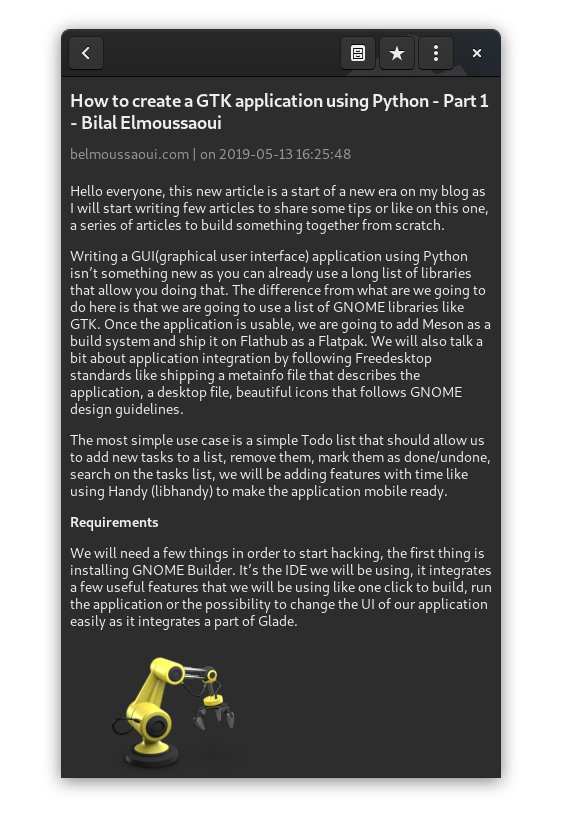 How to create a GTK application using Python - Part 1
- Bilal Elmoussaoui
belmoussaoui.com | on 2019-05-13 16:25:48
Hello everyone, this new article is a start of a new era on my blog as
I will start writing few articles to share some tips or like on this one,
a series of articles to build something together from scratch.
Writing a GUI(graphical user interface) application using Python
isn’t something new as you can already use a long list of libraries
that allow you doing that. The difference from what are we going to
do here is that we are going to use a list of GNOME libraries like
GTK. Once the application is usable, we are going to add Meson as a
build system and ship it on Flathub as a Flatpak. We will also talk a
bit about application integration by following Freedesktop
standards like shipping a metainfo file that describes the
application, a desktop file, beautiful icons that follows GNOME
design guidelines.
The most simple use case is a simple Todo list that should allow us
to add new tasks to a list, remove them, mark them as done/undone,
search on the tasks list, we will be adding features with time like
using Handy (libhandy) to make the application mobile ready.
Requirements
We will need a few things in order to start hacking, the first thing is
installing GNOME Builder. It’s the IDE we will be using, it integrates
a few useful features that we will be using like one click to build, run
the application or the possibility to change the UI of our application
easily as it integrates a part of Glade.